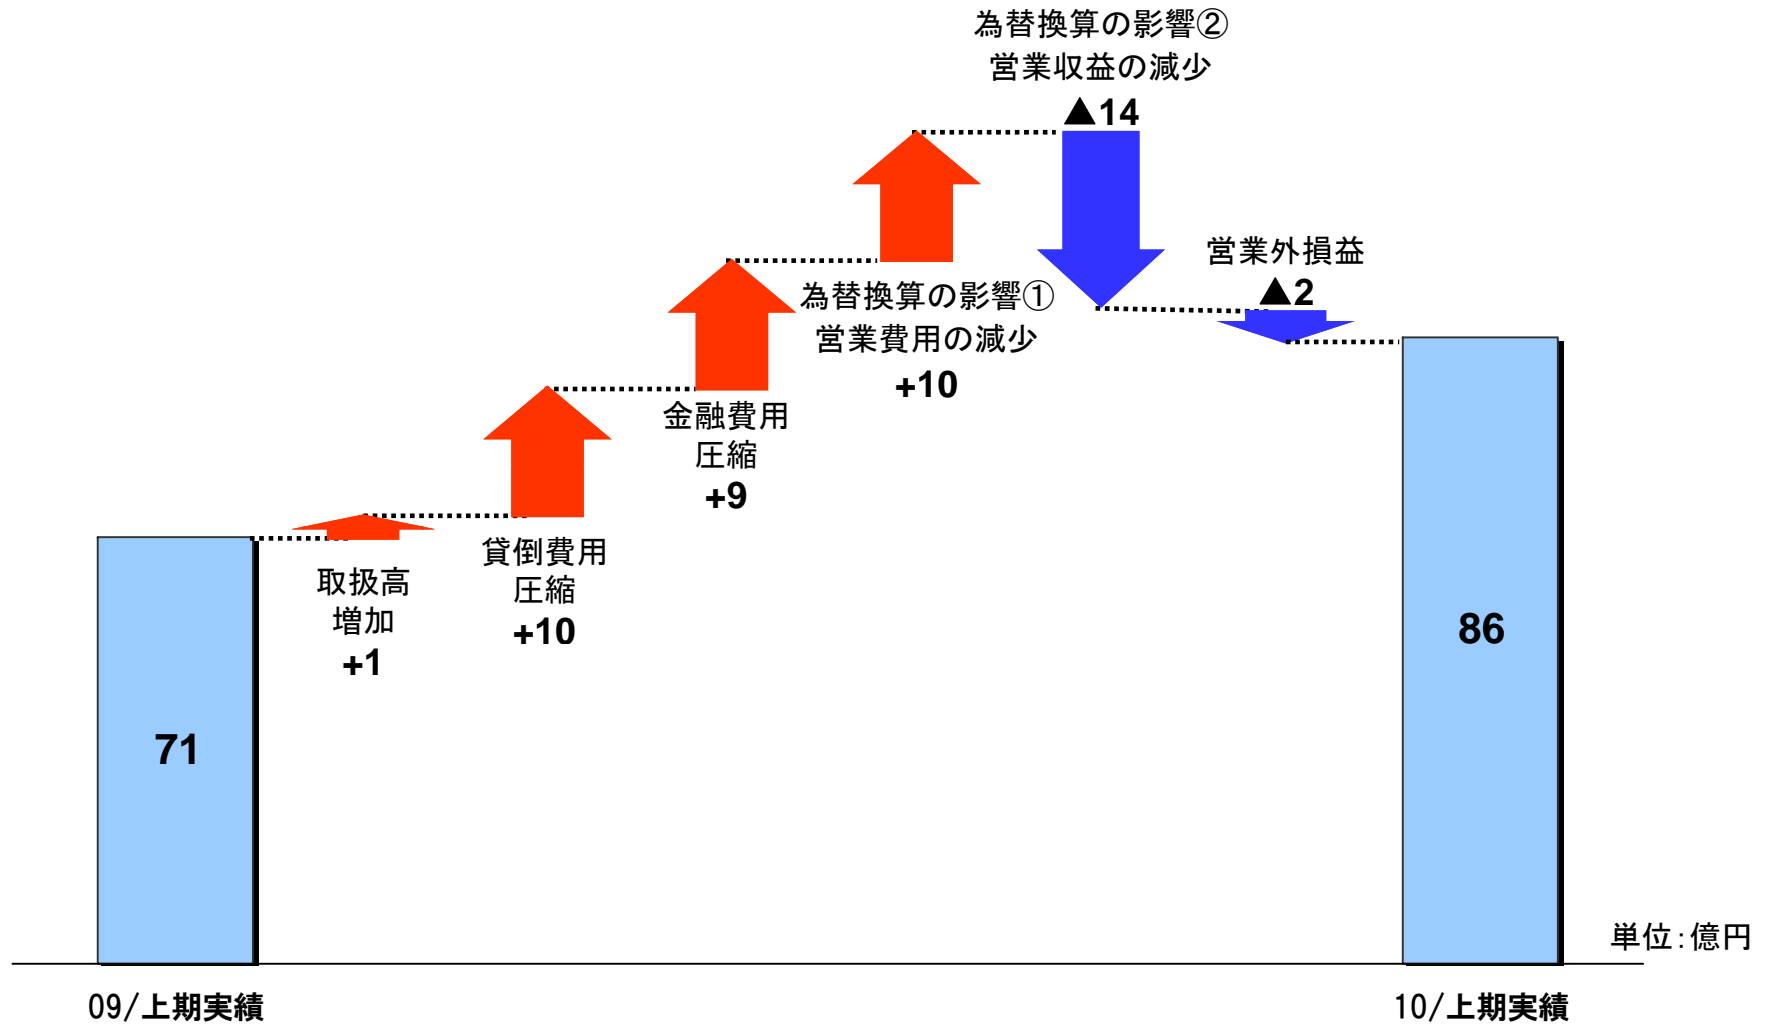 為替換算の影響②
営業収益の減少
▲14
営業外損益
▲2
為替換算の影響①
営業費用の減少
+10
金融費用
圧縮
+9
貸倒費用
圧縮
+10
取扱高
増加
+1
71
86
単位:億円
09/上期実績
10/上期実績